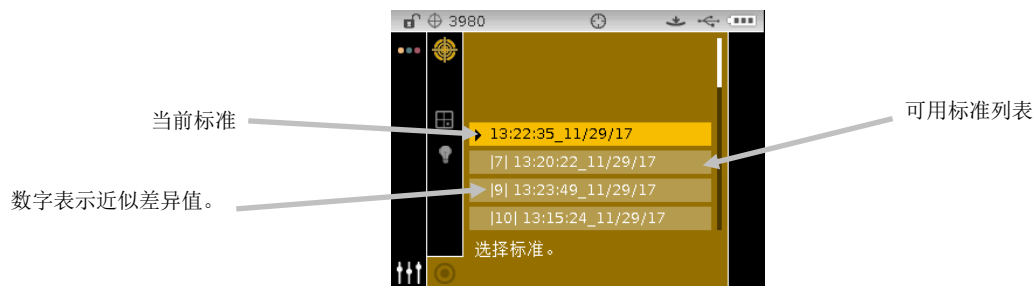 3980
当前标准
可用标准列表
13:22:35_11/29/17
|7| 13:20:22_11/29/17
数字表示近似差异值。
|9| 13:23:49_11/29/17
|10| 13:15:24_11/29/17
选择标准。